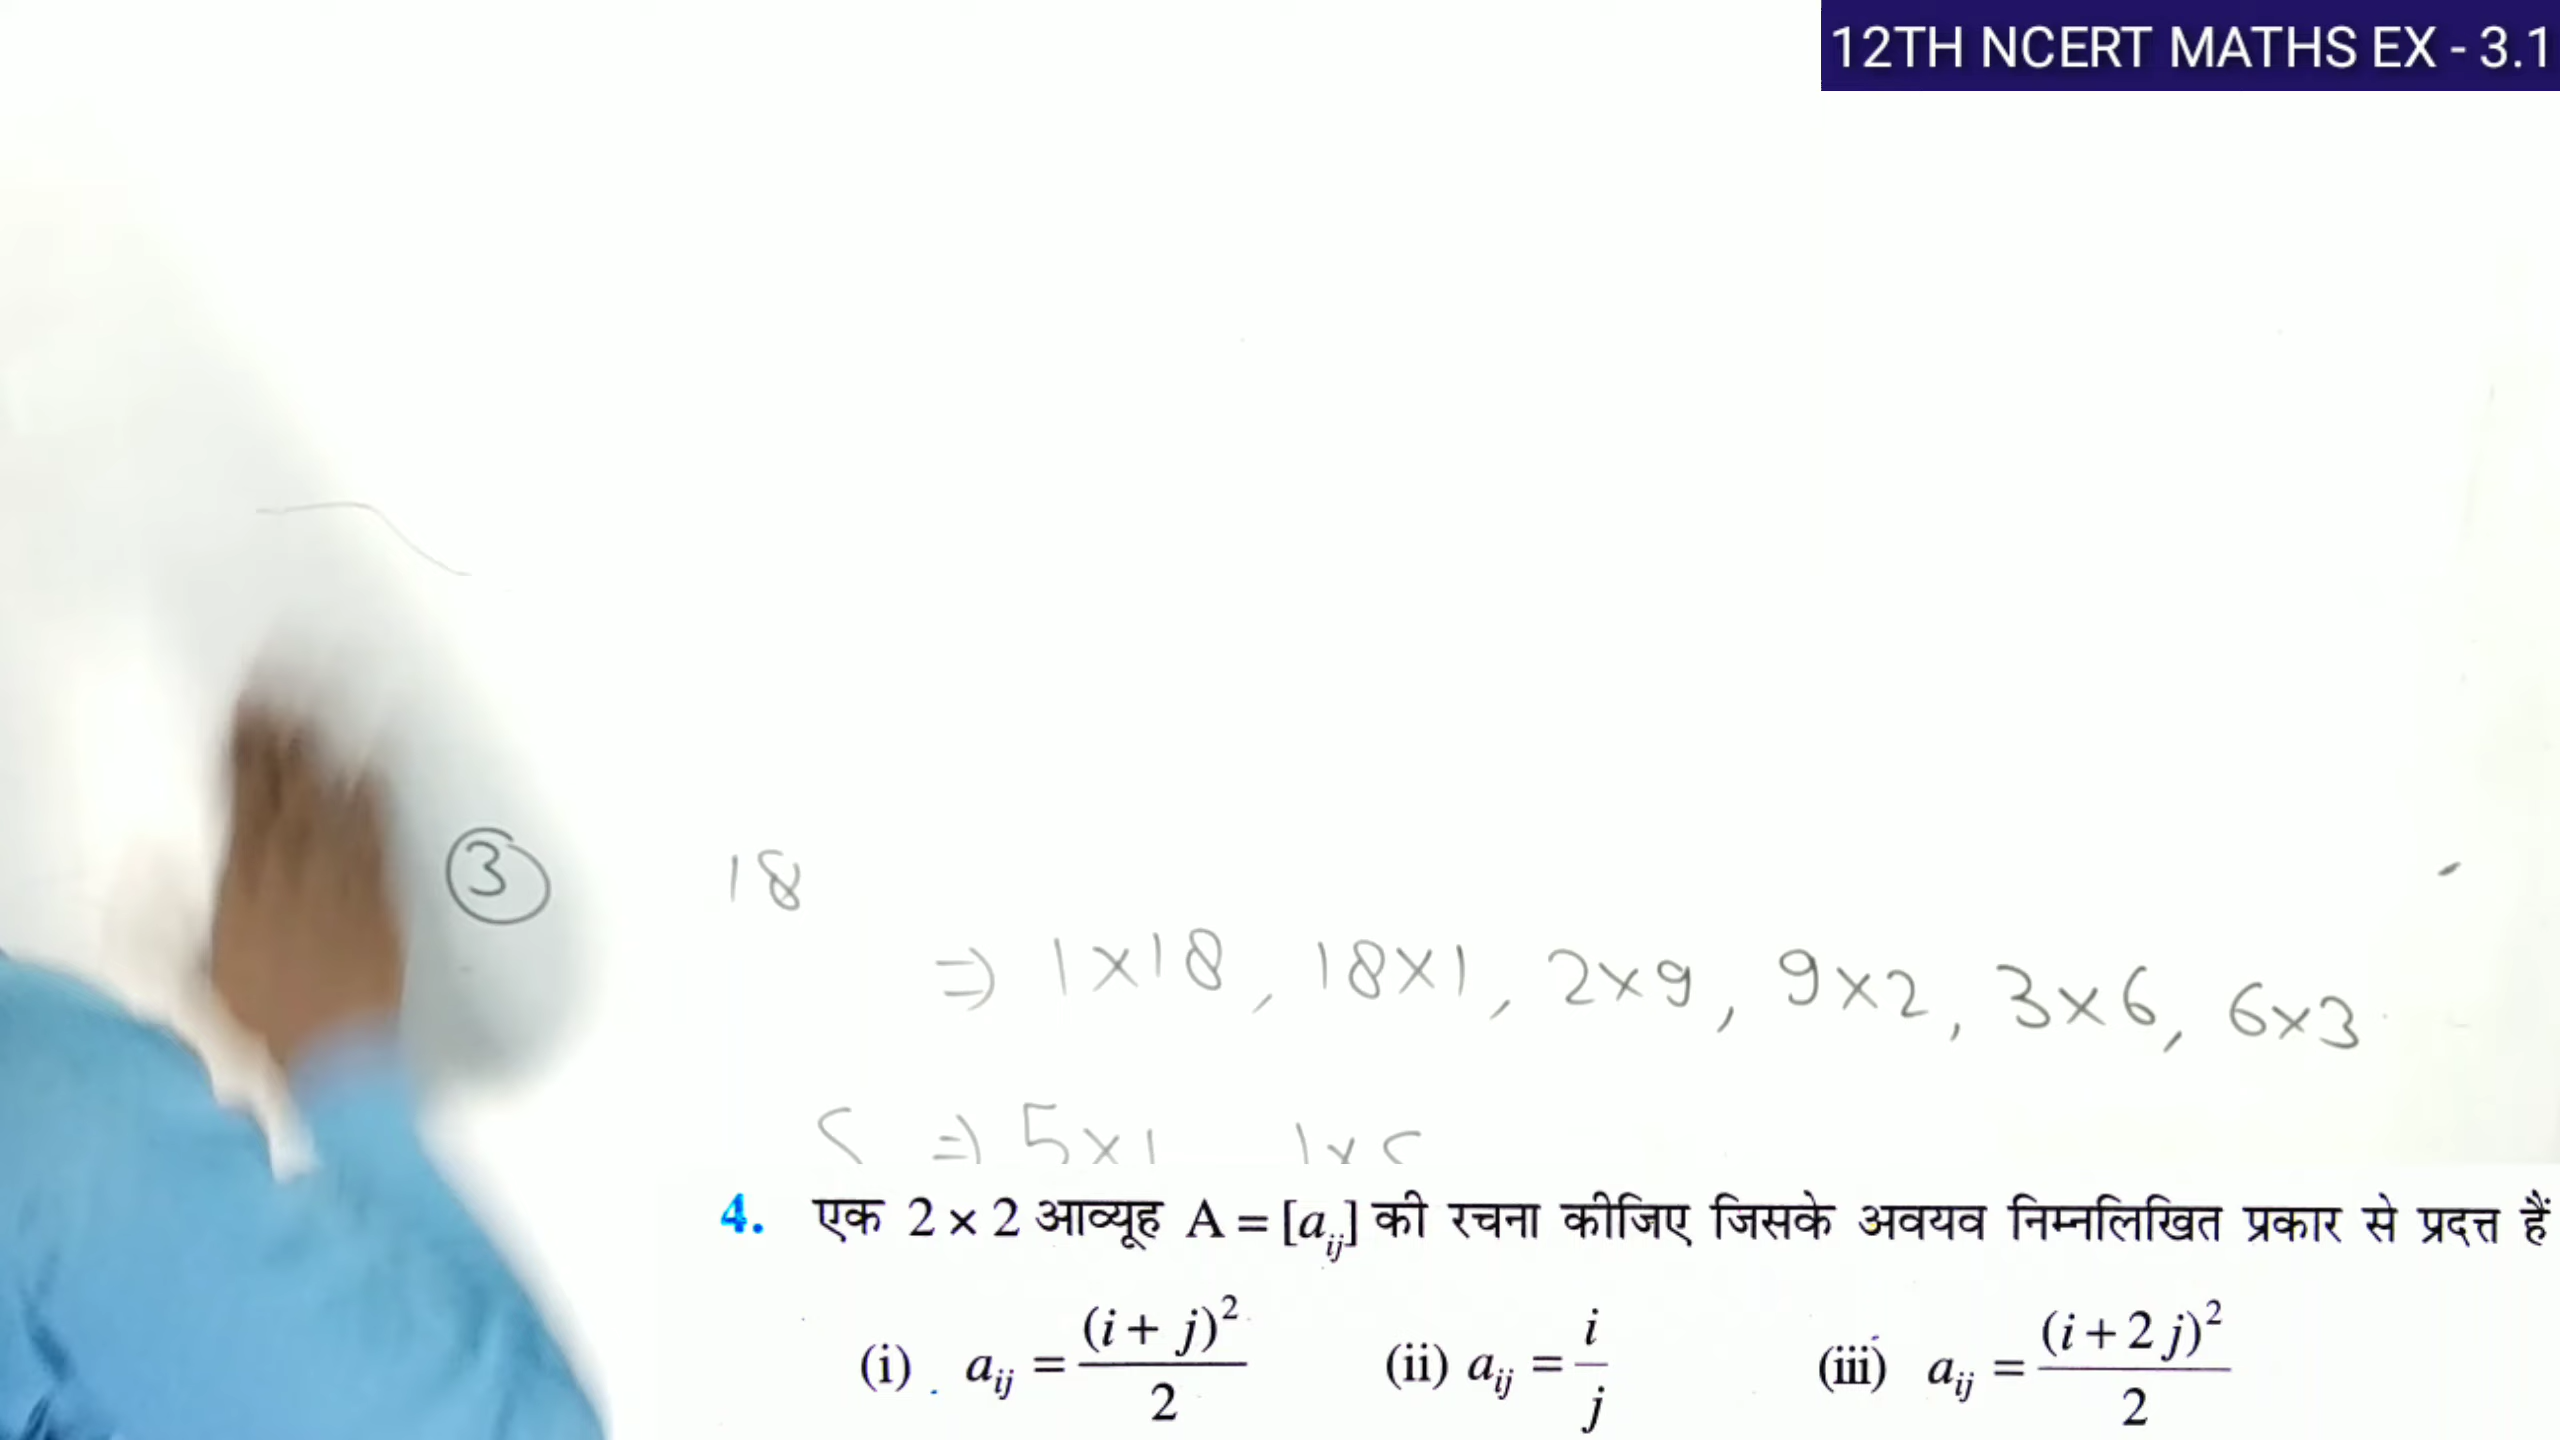 12TH NCERT MATHS EX - 3.1
3 18
=> 1×18, 18×1, 2×9, 9×2, 3×6, 6×3
5 => 5×1 1×5
4. एक 2 × 2 आव्यूह A = [aᵢⱼ] की रचना कीजिए जिसके अवयव निम्नलिखित प्रकार से प्रदत्त हैं
(i) aᵢⱼ = (i + j)²/2 (ii) aᵢⱼ = i/j (iii) aᵢⱼ = (i + 2j)²/2